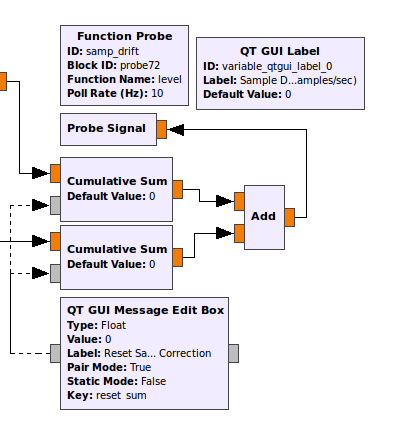 Function Probe
ID: samp_drift
Block ID: probe72
Function Name: level
Poll Rate (Hz): 10
QT GUI Label
ID: variable_qtgui_label_0
Label: Sample D...amples/sec)
Default Value: 0
Probe Signal
Cumulative Sum
Default Value: 0
Add
Cumulative Sum
Default Value: 0
QT GUI Message Edit Box
Type: Float
Value: 0
Label: Reset Sa... Correction
Pair Mode: True
Static Mode: False
Key: reset_sum